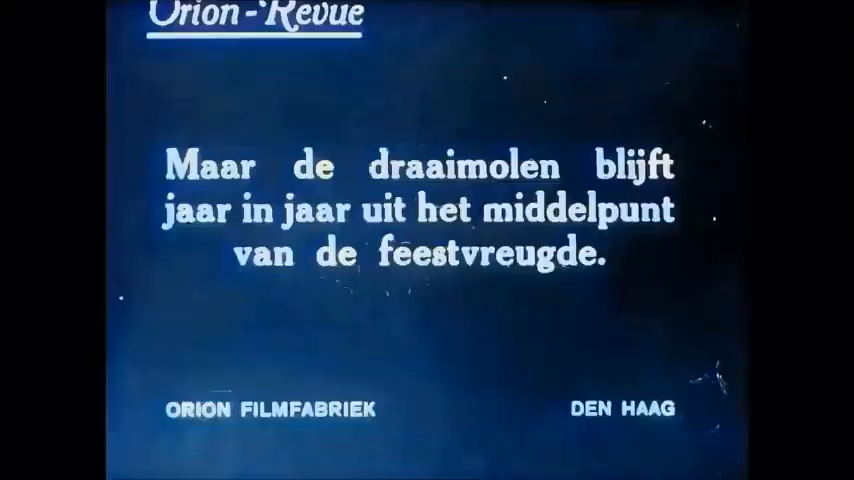 Orion-Revue
Maar de draaimolen blijft
jaar in jaar uit het middelpunt
van de feestvreugde.
ORION FILMFABRIEK DEN HAAG